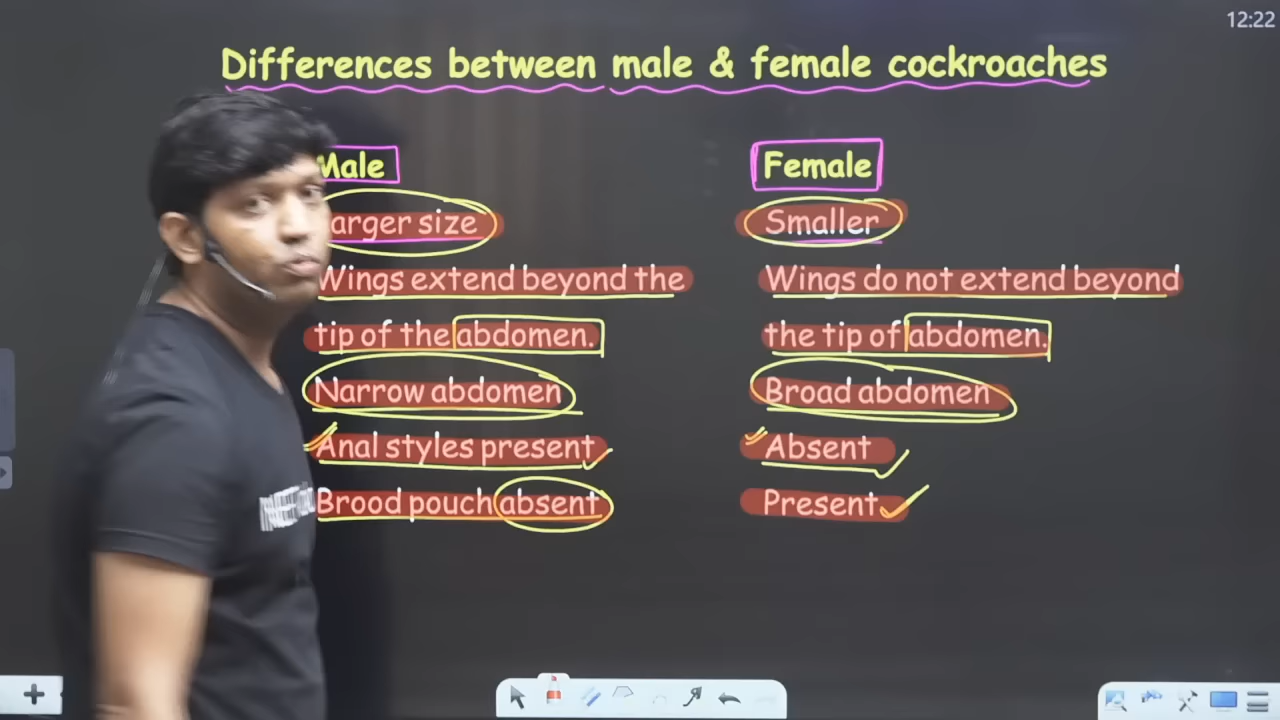 12:22
Differences between male & female cockroaches
Male
Female
arger size
Smaller
Wings extend beyond the
tip of the abdomen.
Wings do not extend beyond
the tip of abdomen.
Narrow abdomen
Broad abdomen
Anal styles present
Absent
Brood pouch absent
Present